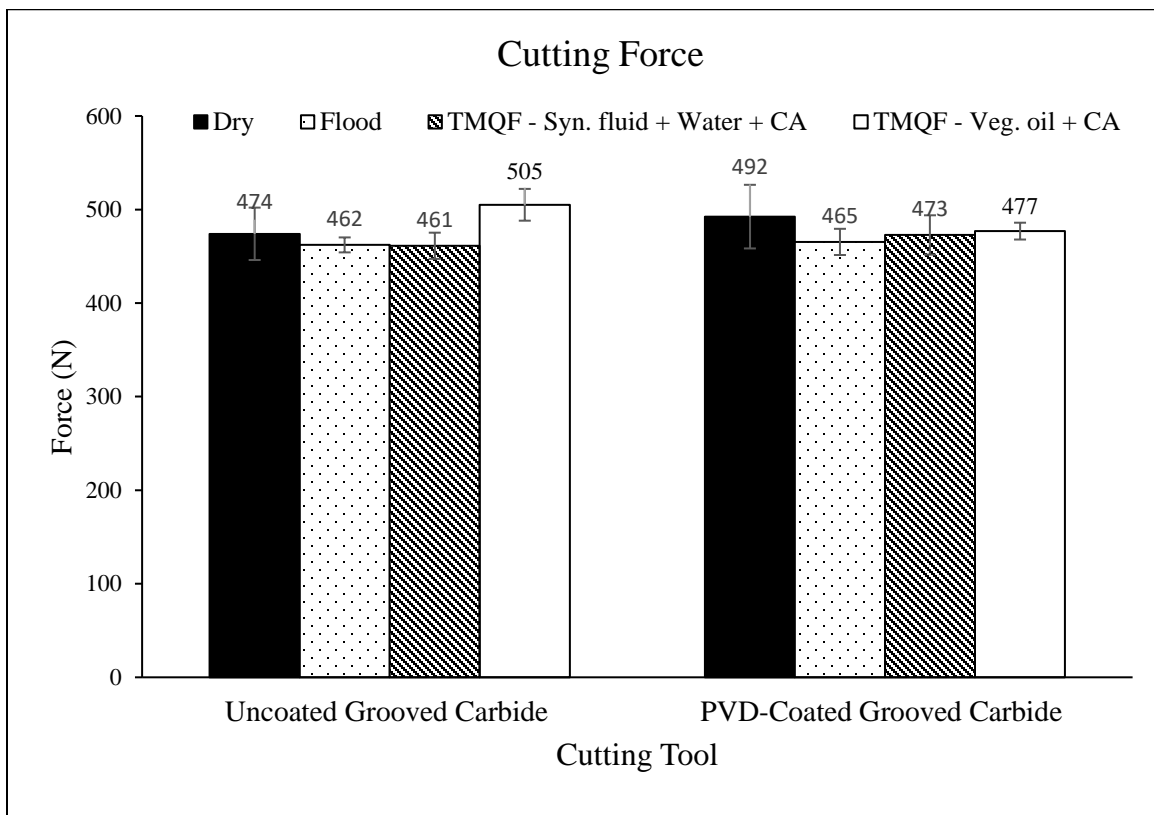 Cutting Force
600
Dry
Flood
TMQF - Syn. fluid + Water + CA
TMQF - Veg. oil + CA
500
400
300
200
100
0
Force (N)
474
462
461
505
492
465
473
477
Uncoated Grooved Carbide
PVD-Coated Grooved Carbide
Cutting Tool